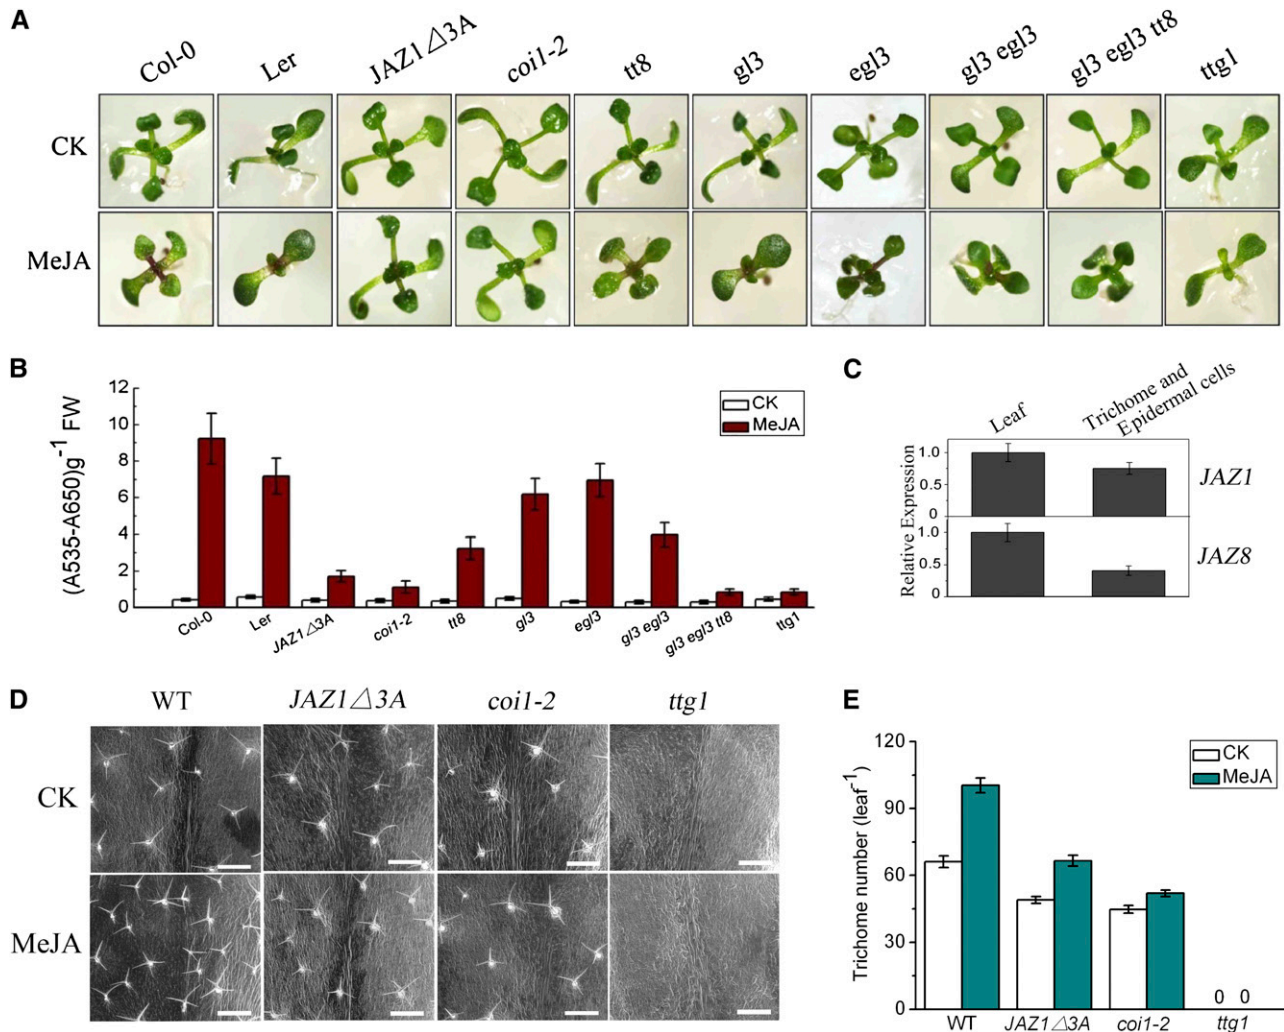 A
Col-0 Ler JAZ1△3A coi1-2 tt8 gl3 egl3 gl3 egl3 gl3 egl3 tt8 ttg1
CK
MeJA
B
(A535-A650)g⁻¹ FW
12
10
8
6
4
2
0
CK
MeJA
Col-0 Ler JAZ1△3A coi1-2 tt8 gl3 egl3 gl3 egl3 gl3 egl3 tt8 ttg1
C
Leaf
Trichome and
Epidermal cells
Relative Expression
1.0
0.5
0
JAZ1
1.0
0.5
0
JAZ8
D
WT JAZ1△3A coi1-2 ttg1
CK
MeJA
E
Trichome number (leaf⁻¹)
120
90
60
30
0
CK
MeJA
0 0
WT JAZ1△3A coi1-2 ttg1